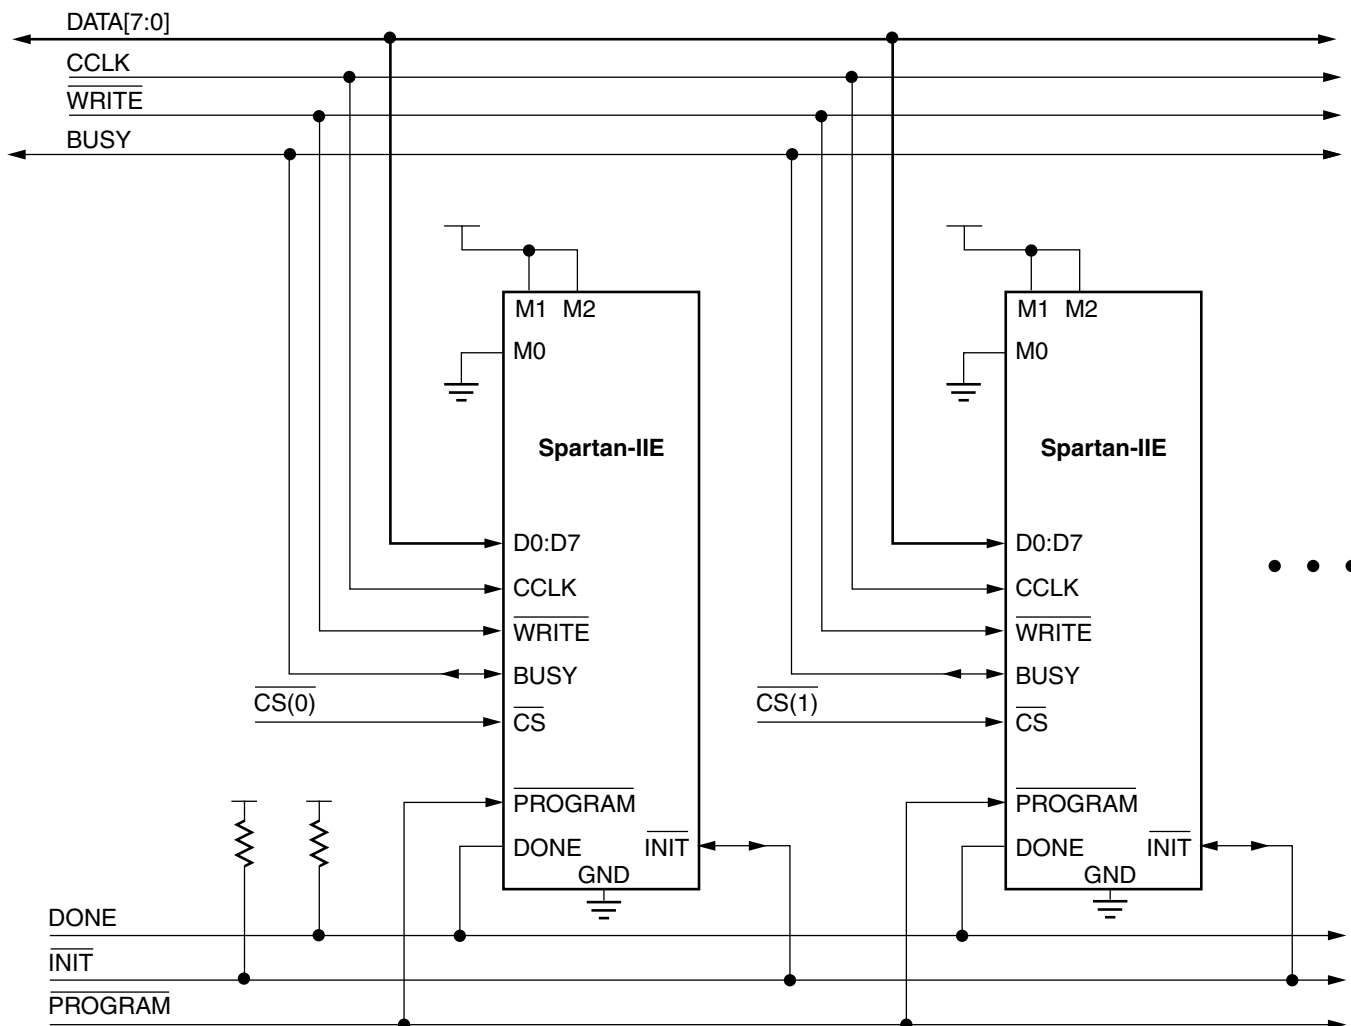 DATA[7:0]
CCLK
WRITE
BUSY
M1 M2
M0
Spartan-IIE
D0:D7
CCLK
WRITE
BUSY
CS(0)
CS
PROGRAM
DONE INIT
GND
M1 M2
M0
Spartan-IIE
D0:D7
CCLK
WRITE
BUSY
CS(1)
CS
PROGRAM
DONE INIT
GND
DONE
INIT
PROGRAM